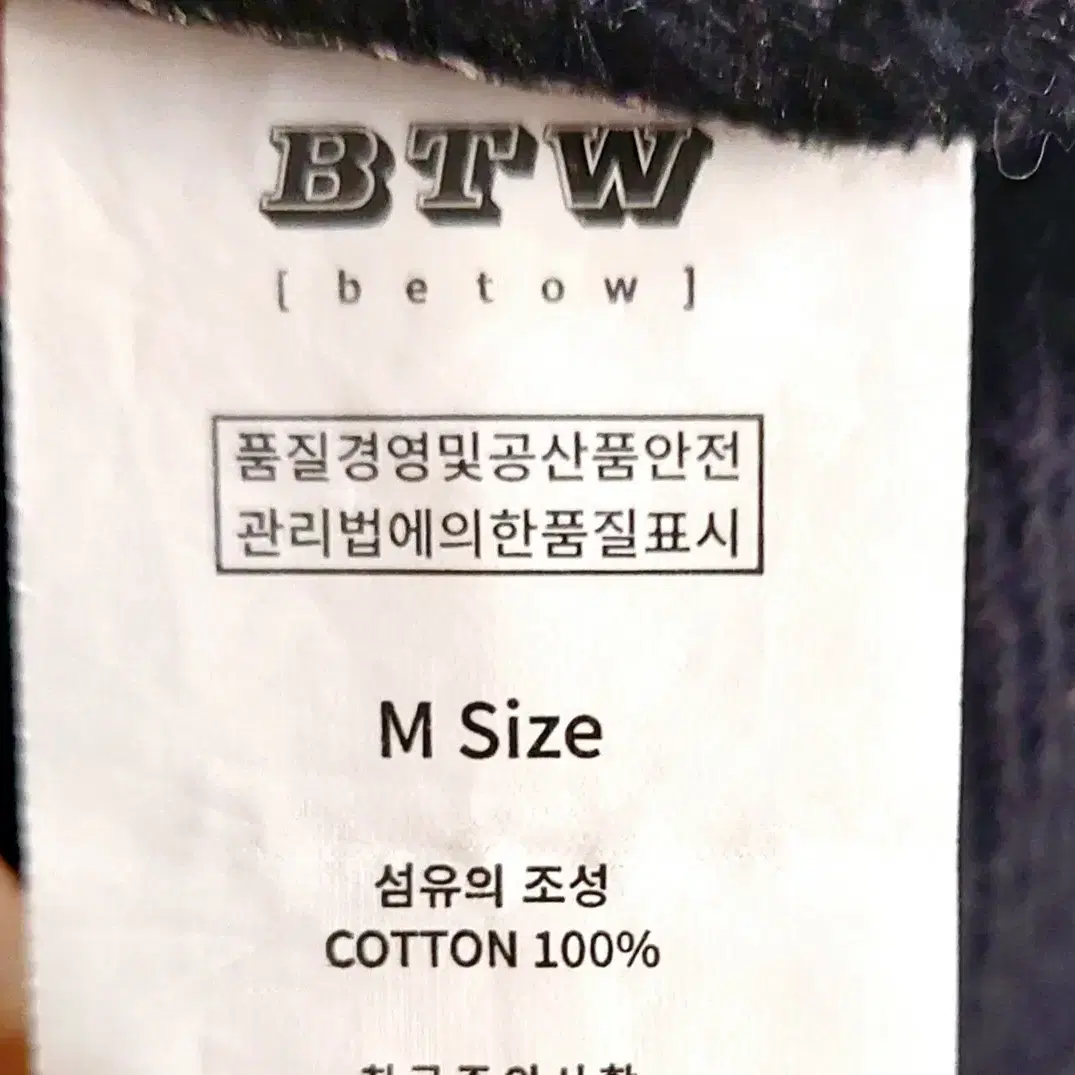 BTW
[ b e t o w ]
품질경영및공산품안전
관리법에의한품질표시
M Size
섬유의 조성
COTTON 100%